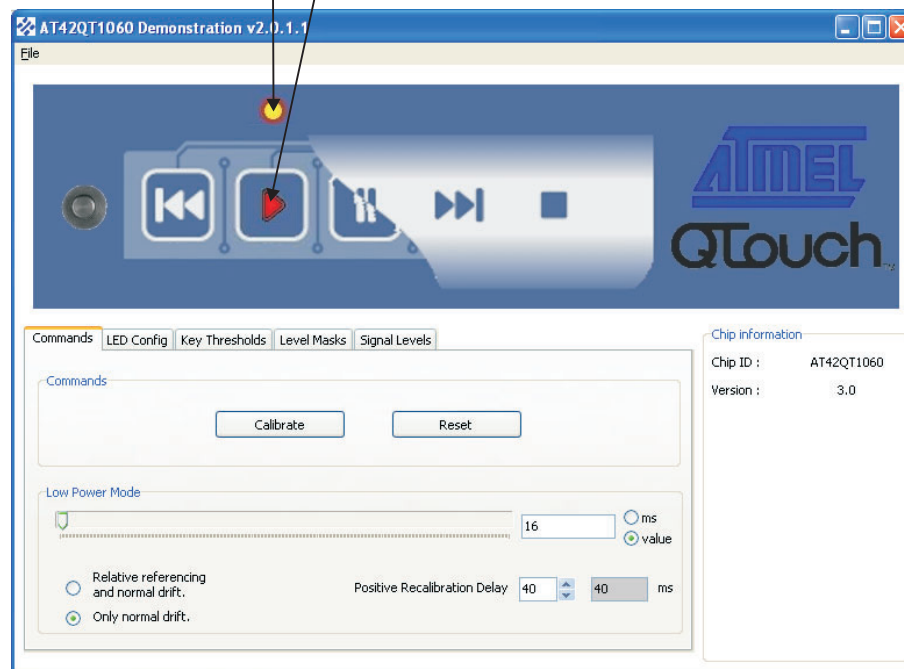 AT42QT1060 Demonstration v2.0.1.1
File
ATMEL
QTouch™
Commands LED Config Key Thresholds Level Masks Signal Levels
Commands
Calibrate Reset
Low Power Mode
16
ms
value
Relative referencing
and normal drift.
Only normal drift.
Positive Recalibration Delay 40 40 ms
Chip information
Chip ID : AT42QT1060
Version : 3.0